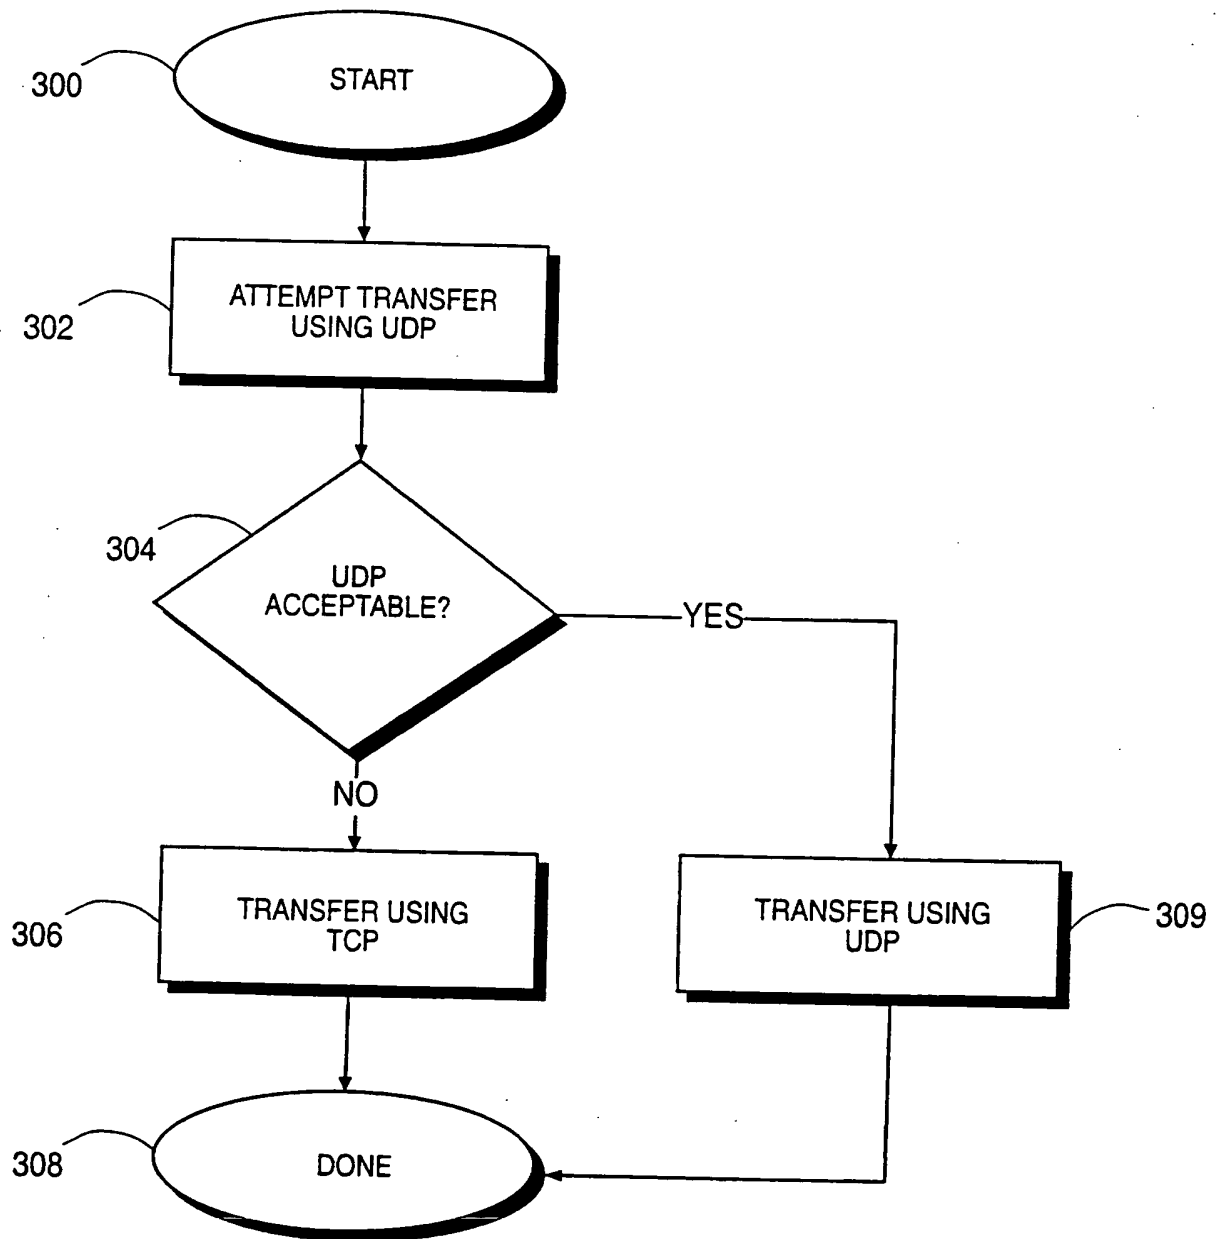 300
START
302
ATTEMPT TRANSFER
USING UDP
304
UDP
ACCEPTABLE?
YES
NO
306
TRANSFER USING
TCP
TRANSFER USING
UDP
309
308
DONE